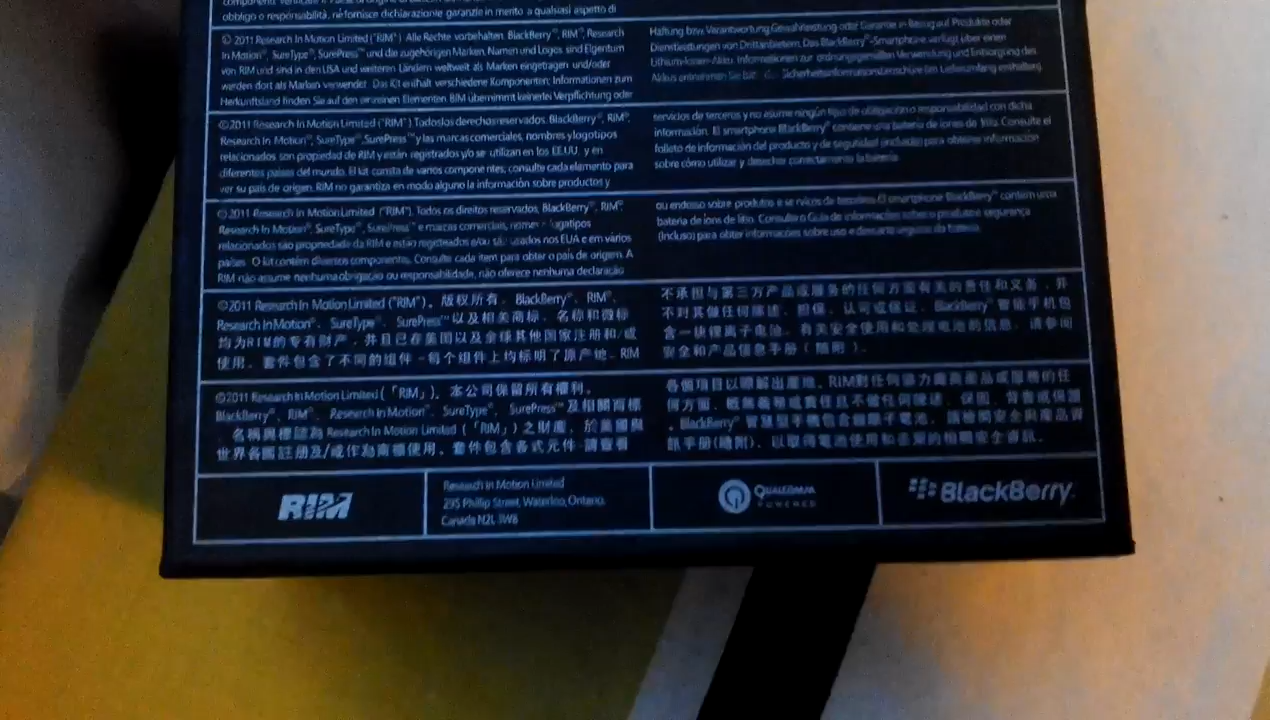 componenti. Verificare il Paese di origine di
obbligo o responsabilità, né fornisce dichiarazione garanzie in merito a qualsiasi aspetto di
©2011 Research In Motion Limited ("RIM"). Alle Rechte vorbehalten. BlackBerry®, RIM®, Research
In Motion®, SureType®, SurePress™ und die zugehörigen Marken, Namen und Logos sind Eigentum
von RIM und sind in den USA und weiteren Ländern weltweit als Marken eingetragen und/oder
werden dort als Marken verwendet. Das Kit enthält verschiedene Komponenten; Informationen zum
Herkunftsland finden Sie auf den einzelnen Elementen. RIM übernimmt keinerlei Verpflichtung oder
Haftung bzw. Verantwortung, Gewährleistung oder Garantie in Bezug auf Produkte oder
Dienstleistungen von Drittanbietern. Das BlackBerry®-Smartphone verfügt über einen
Lithium-Ionen-Akku. Informationen zur ordnungsgemäßen Verwendung und Entsorgung des
Akkus entnehmen Sie bitte Sicherheitsinformationsbroschüre (im Lieferumfang enthalten).
©2011 Research In Motion Limited ("RIM") Todos los derechos reservados. BlackBerry®, RIM®,
Research In Motion®, SureType®, SurePress™ y las marcas comerciales, nombres y logotipos
relacionados son propiedad de RIM y están registrados y/o se utilizan en los EE.UU. y en
diferentes países del mundo. El kit consta de varios componentes; consulte cada elemento para
ver su país de origen. RIM no garantiza en modo alguno la información sobre productos y
servicios de terceros y no asume ningún tipo de obligación o responsabilidad con dicha
información. El smartphone BlackBerry® contiene una batería de iones de litio. Consulte el
folleto de información del producto y de seguridad (incluido) para obtener información
sobre cómo utilizar y desechar correctamente la batería.
©2011 Research In Motion Limited ("RIM"). Todos os direitos reservados. BlackBerry®, RIM®,
Research In Motion®, SureType®, SurePress™ e marcas comerciais, nomes e logotipos
relacionados são propriedade da RIM e estão registrados e/ou são usados nos EUA e em vários
países. O kit contém diversos componentes. Consulte cada item para obter o país de origem. A
RIM não assume nenhuma obrigação ou responsabilidade, não oferece nenhuma declaração
ou endosso sobre produtos e serviços de terceiros. O smartphone BlackBerry® contém uma
bateria de íons de lítio. Consulte o Guia de informações sobre o produto e segurança
(incluso) para obter informações sobre uso e descarte seguros da bateria.
©2011 Research In Motion Limited ("RIM")。版权所有。BlackBerry®、RIM®、
Research In Motion®、SureType®、SurePress™ 以及相关商标、名称和徽标
均为RIM的专有财产，并且已在美国以及全球其他国家注册和/或
使用。套件包含了不同的组件 - 每个组件上均标明了原产地。RIM
不承担与第三方产品或服务的任何方面有关的责任和义务，并
不对其做任何陈述、担保、认可或保证。BlackBerry® 智能手机包
含一块锂离子电池。有关安全使用和处理电池的信息，请参阅
安全和产品信息手册（随附）。
©2011 Research In Motion Limited (「RIM」)。本公司保留所有權利。
BlackBerry®、RIM®、Research In Motion®、SureType®、SurePress™ 及相關商標
、名稱與標誌為 Research In Motion Limited (「RIM」) 之財產，於美國與
世界各國註冊及/或作為商標使用。套件包含各式元件 - 請查看
各個項目以瞭解出產地。RIM對任何協力廠商產品或服務的任
何方面，概無義務或責任且不做任何陳述、保固、背書或保證
。BlackBerry® 智慧型手機包含鋰離子電池，請檢閱安全與產品資
訊手冊(隨附)，以取得電池使用和棄置的相關安全資訊。
RIM
Research In Motion Limited
295 Phillip Street, Waterloo, Ontario,
Canada N2L 3W8
QUALCOMM
POWERED
BlackBerry